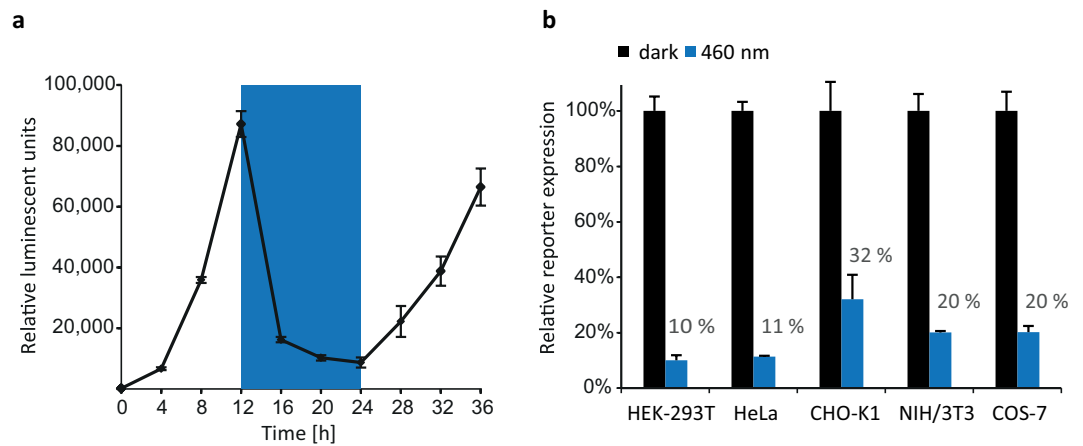 a
Relative luminescent units
100,000
80,000
60,000
40,000
20,000
0 4 8 12 16 20 24 28 32 36
Time [h]
b
dark 460 nm
Relative reporter expression
100%
80%
60%
40%
20%
0%
10 %
11 %
32 %
20 %
20 %
HEK-293T HeLa CHO-K1 NIH/3T3 COS-7